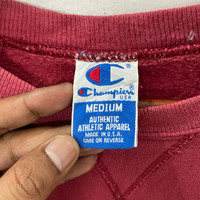 Champion
USA
MEDIUM
AUTHENTIC
ATHLETIC APPAREL
MADE IN U.S.A.
CARE ON REVERSE